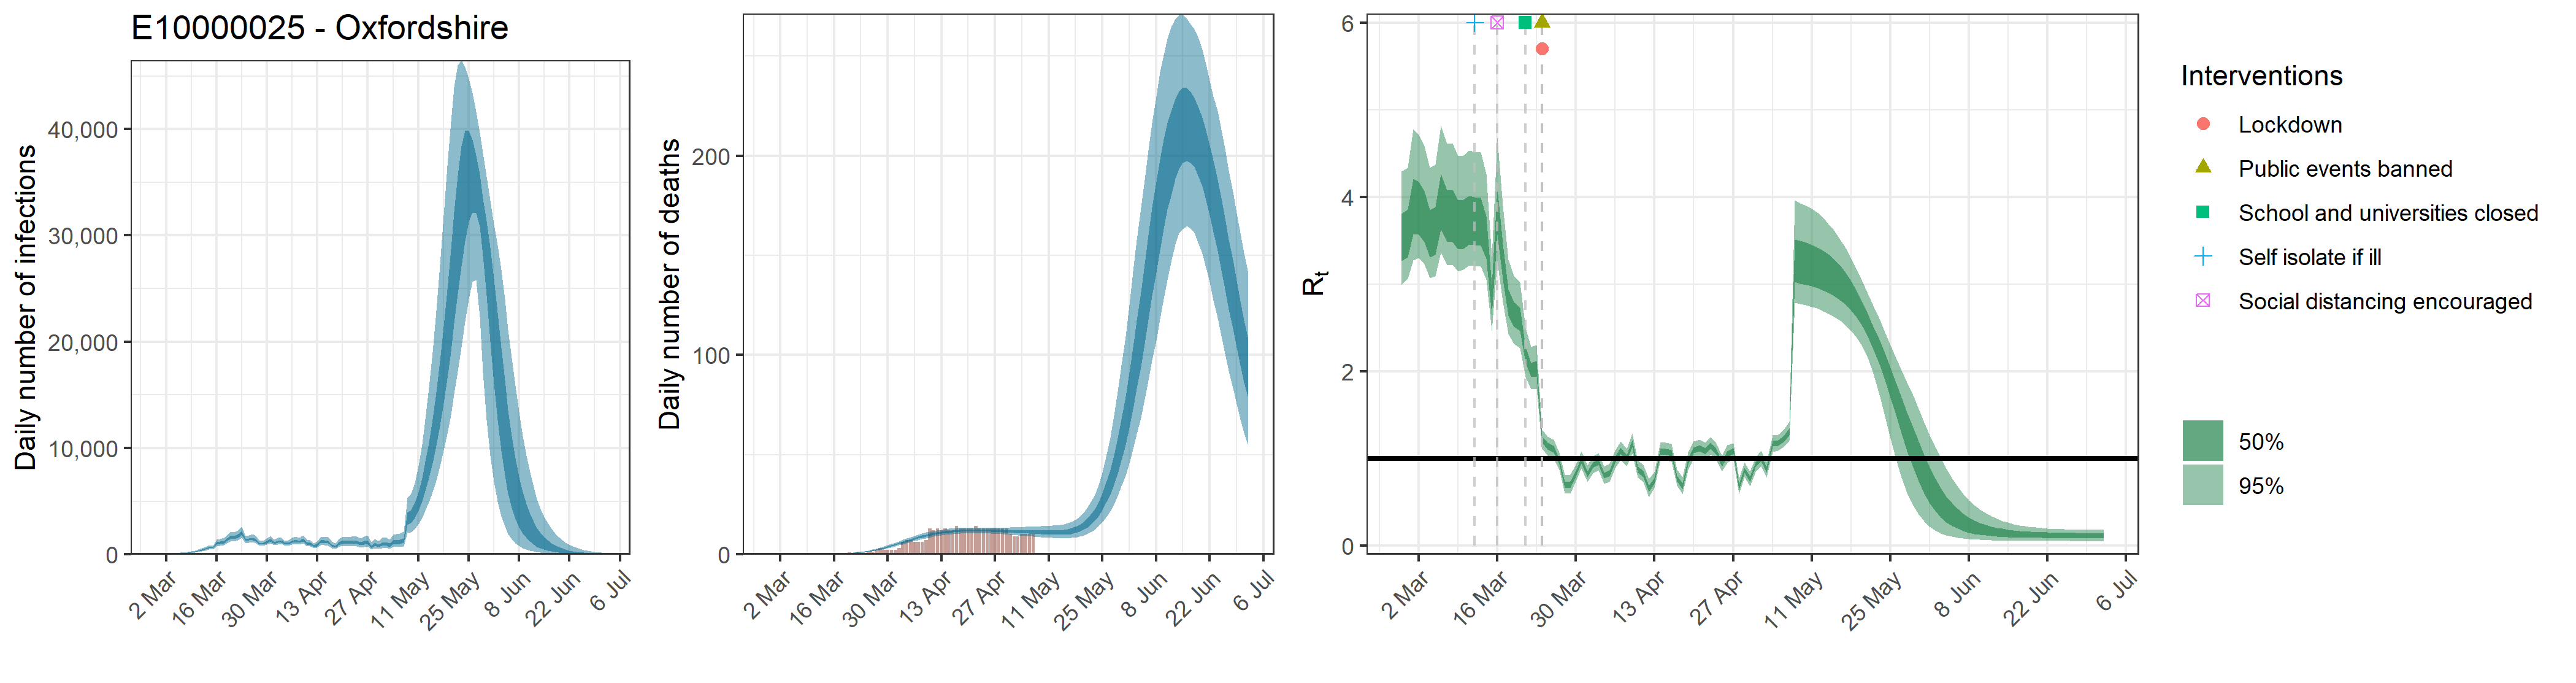 E10000025 - Oxfordshire
Daily number of infections
40,000
30,000
20,000
10,000
0
2 Mar
16 Mar
30 Mar
13 Apr
27 Apr
11 May
25 May
8 Jun
22 Jun
6 Jul
Daily number of deaths
200
100
0
2 Mar
16 Mar
30 Mar
13 Apr
27 Apr
11 May
25 May
8 Jun
22 Jun
6 Jul
Rt
6
4
2
0
2 Mar
16 Mar
30 Mar
13 Apr
27 Apr
11 May
25 May
8 Jun
22 Jun
6 Jul
Interventions
Lockdown
Public events banned
School and universities closed
Self isolate if ill
Social distancing encouraged
50%
95%